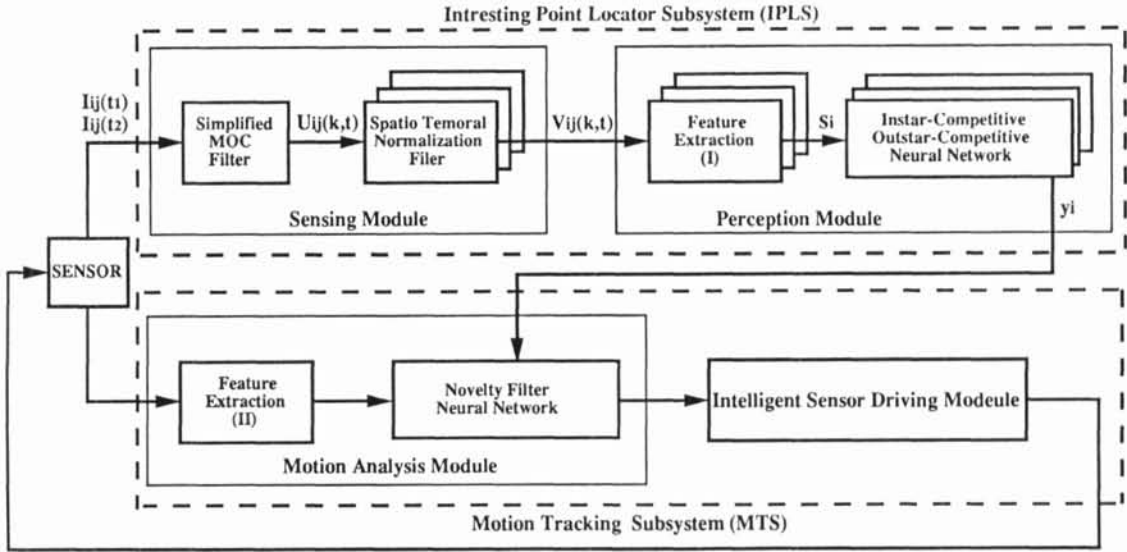 Intresting Point Locator Subsystem (IPLS)
Iij(t1)
Iij(t2)
Simplified
MOC
Filter
Uij(k,t)
Spatio Temoral
Normalization
Filer
Vij(k,t)
Feature
Extraction
(I)
Si
Instar-Competitive
Outstar-Competitive
Neural Network
Sensing Module
Perception Module
yi
SENSOR
Feature
Extraction
(II)
Novelty Filter
Neural Network
Intelligent Sensor Driving Modeule
Motion Analysis Module
Motion Tracking Subsystem (MTS)